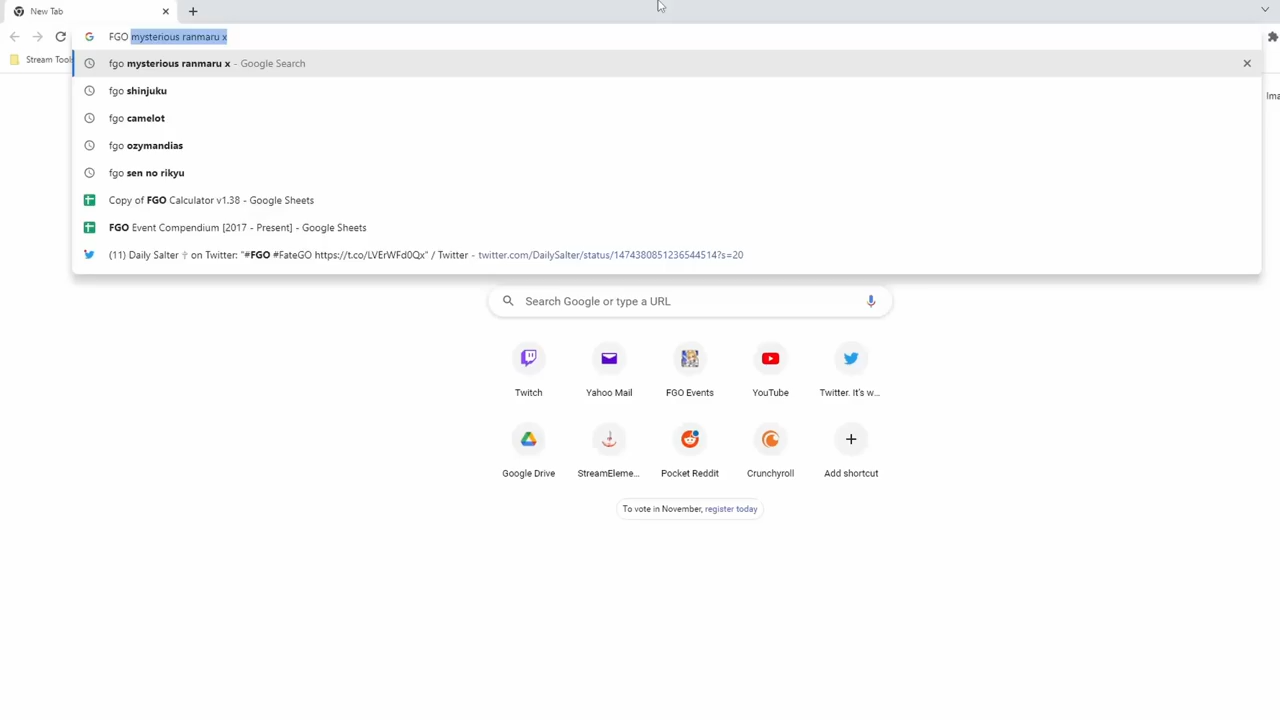 New Tab
FGO mysterious ranmaru x
Stream Tools
fgo mysterious ranmaru x - Google Search
fgo shinjuku
fgo camelot
fgo ozymandias
fgo sen no rikyu
Copy of FGO Calculator v1.38 - Google Sheets
FGO Event Compendium [2017 - Present] - Google Sheets
(11) Daily Salter † on Twitter: "#FGO #FateGO https://t.co/LVErWFd0Qx" / Twitter - twitter.com/DailySalter/status/1474380851236544514?s=20
Ima
Search Google or type a URL
Twitch
Yahoo Mail
FGO Events
YouTube
Twitter. It's w...
Google Drive
StreamEleme...
Pocket Reddit
Crunchyroll
Add shortcut
To vote in November, register today